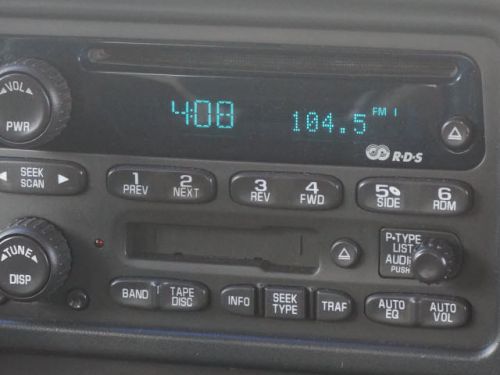 VOL
PWR
4:08
104.5
FM 1
R·D·S
SEEK
SCAN
1
PREV
2
NEXT
3
REV
4
FWD
5
SIDE
6
RDM
TUNE
DISP
P-TYPE
LIST
AUDIO
PUSH
BAND
TAPE
DISC
INFO
SEEK
TYPE
TRAF
AUTO
EQ
AUTO
VOL